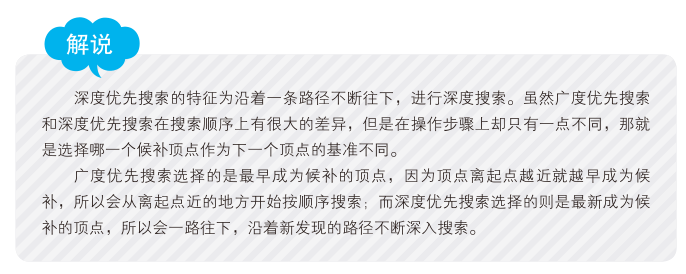 解说
深度优先搜索的特征为沿着一条路径不断往下，进行深度搜索。虽然广度优先搜索
和深度优先搜索在搜索顺序上有很大的差异，但是在操作步骤上却只有一点不同，那就
是选择哪一个候补顶点作为下一个顶点的基准不同。
广度优先搜索选择的是最早成为候补的顶点，因为顶点离起点越近就越早成为候
补，所以会从离起点近的地方开始按顺序搜索；而深度优先搜索选择的则是最新成为候
补的顶点，所以会一路往下，沿着新发现的路径不断深入搜索。